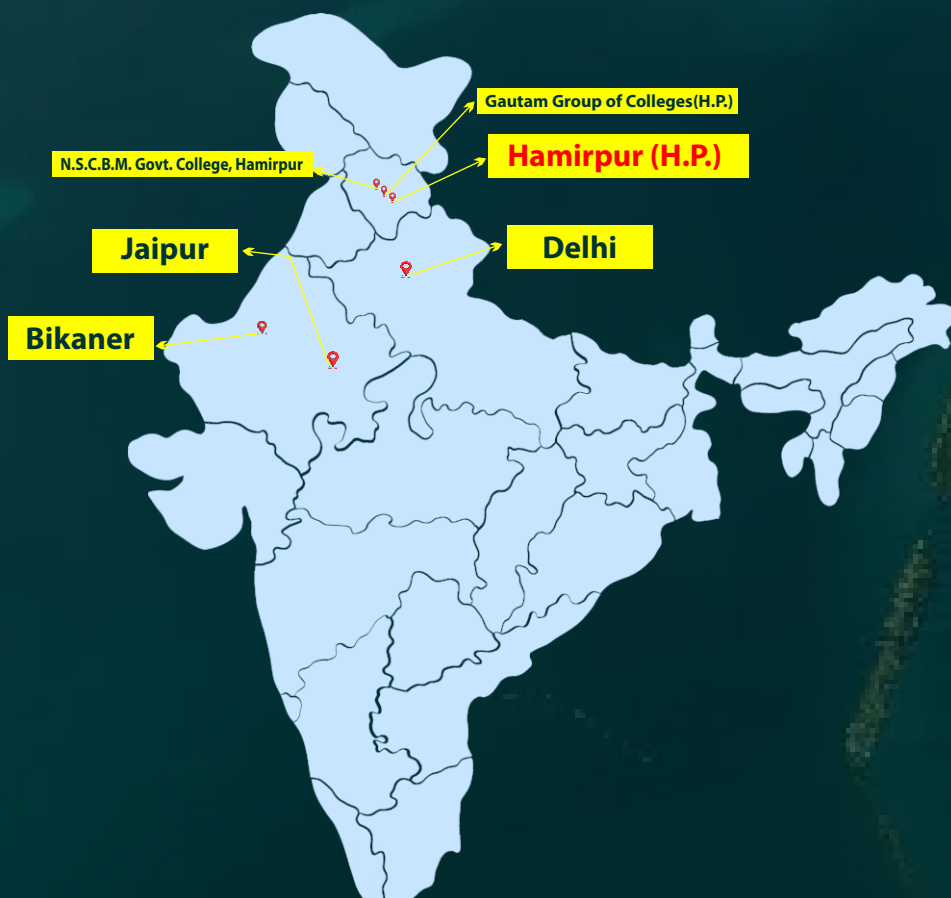 Gautam Group of Colleges(H.P.)
Hamirpur (H.P.)
N.S.C.B.M. Govt. College, Hamirpur
Jaipur
Delhi
Bikaner